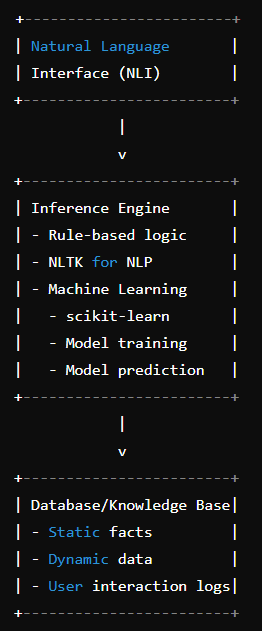 +-----------------------+
| Natural Language       |
| Interface (NLI)        |
+-----------------------+
|
v
+-----------------------+
| Inference Engine       |
| - Rule-based logic     |
| - NLTK for NLP         |
| - Machine Learning     |
| - scikit-learn       |
| - Model training     |
| - Model prediction   |
+-----------------------+
|
v
+-----------------------+
| Database/Knowledge Base|
| - Static facts         |
| - Dynamic data         |
| - User interaction logs|
+-----------------------+